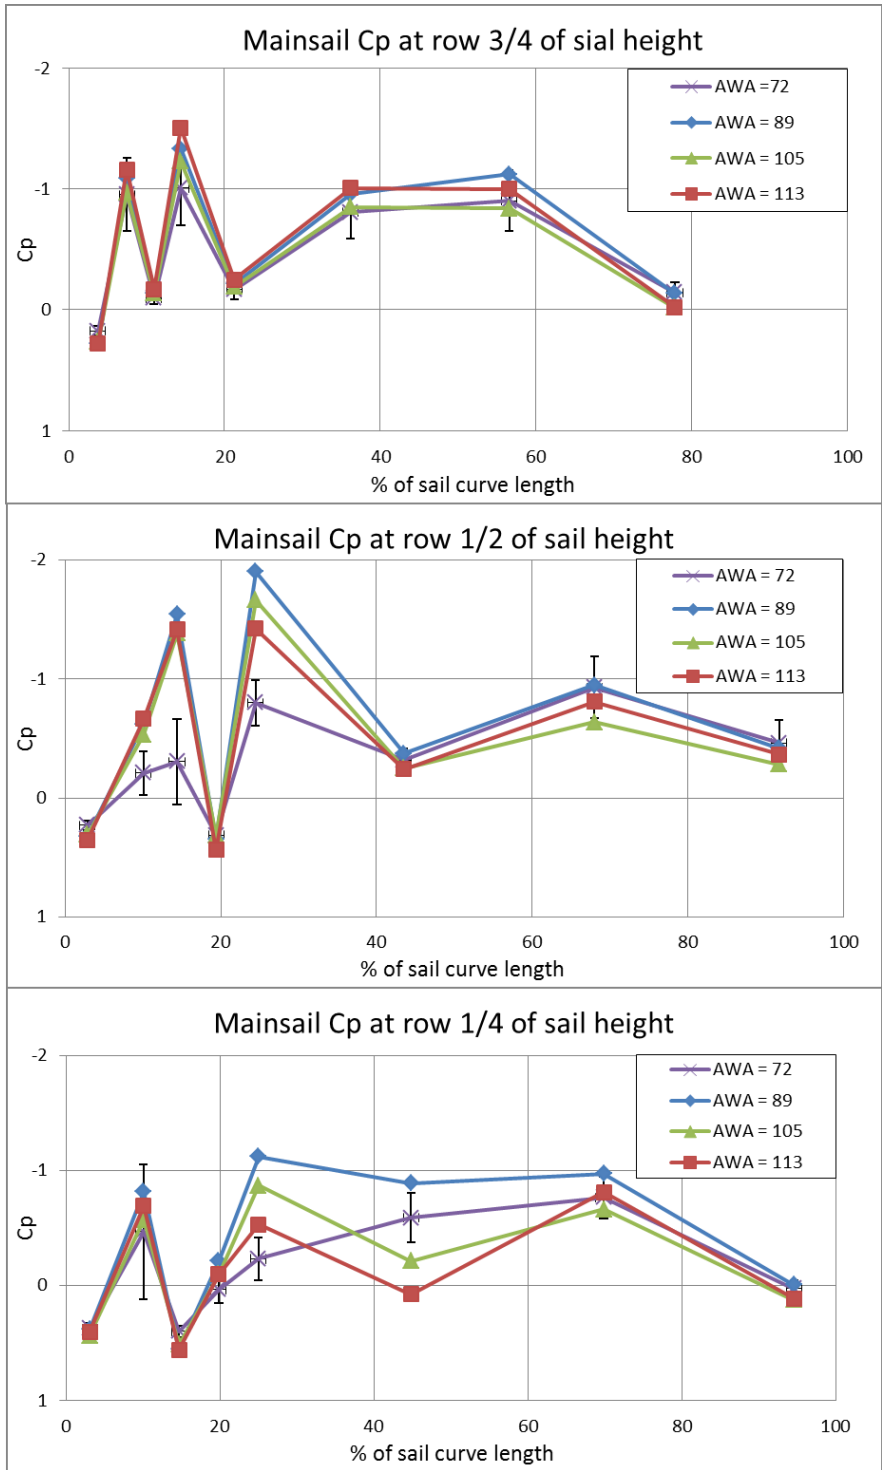 Mainsail Cp at row 3/4 of sial height
-2
-1
0
1
Cp
AWA =72
AWA = 89
AWA = 105
AWA = 113
0 20 40 60 80 100
% of sail curve length
Mainsail Cp at row 1/2 of sail height
-2
-1
0
1
Cp
AWA = 72
AWA = 89
AWA = 105
AWA = 113
0 20 40 60 80 100
% of sail curve length
Mainsail Cp at row 1/4 of sail height
-2
-1
0
1
Cp
AWA = 72
AWA = 89
AWA = 105
AWA = 113
0 20 40 60 80 100
% of sail curve length